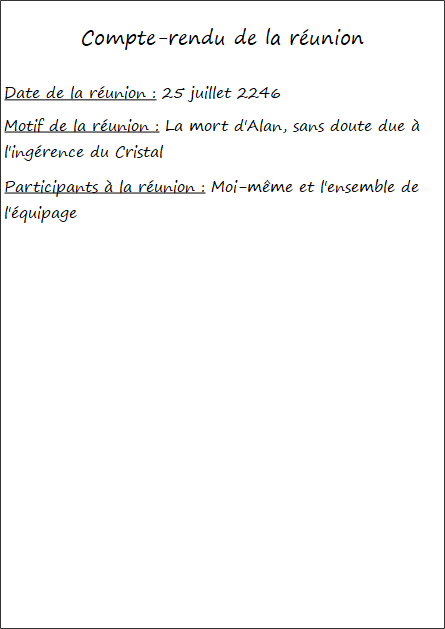 Compte-rendu de la réunion
Date de la réunion : 25 juillet 2246
Motif de la réunion : La mort d'Alan, sans doute due à
l'ingérence du Cristal
Participants à la réunion : Moi-même et l'ensemble de
l'équipage